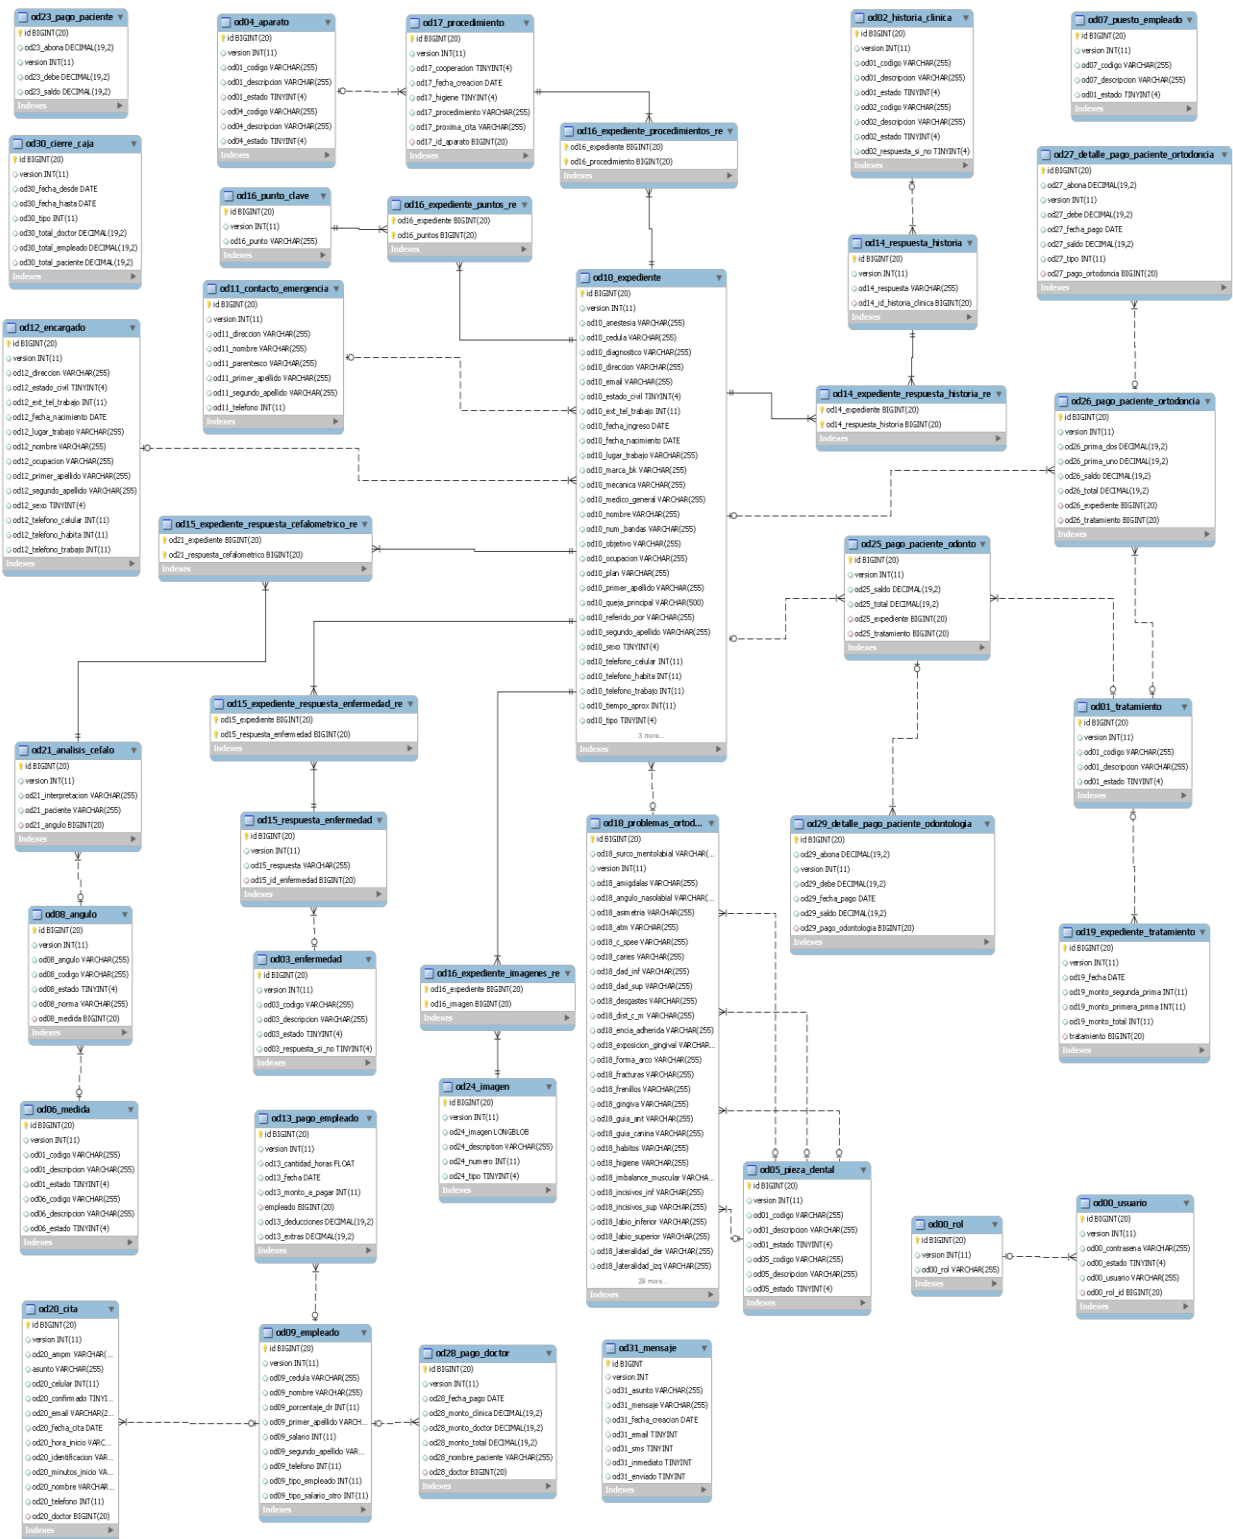 od23_pago_paciente
id BIGINT(20)
od23_abona DECIMAL(19,2)
version INT(11)
od23_debe DECIMAL(19,2)
od23_saldo DECIMAL(19,2)
Indexes
od04_aparato
id BIGINT(20)
version INT(11)
od01_codigo VARCHAR(255)
od01_descripcion VARCHAR(255)
od01_estado TINYINT(4)
od04_codigo VARCHAR(255)
od04_descripcion VARCHAR(255)
od04_estado TINYINT(4)
Indexes
od17_procedimiento
id BIGINT(20)
version INT(11)
od17_cooperacion TINYINT(4)
od17_fecha_creacion DATE
od17_higiene TINYINT(4)
od17_procedimiento VARCHAR(255)
od17_proxima_cita VARCHAR(255)
od17_id_aparato BIGINT(20)
Indexes
od02_historia_clinica
id BIGINT(20)
version INT(11)
od01_codigo VARCHAR(255)
od01_descripcion VARCHAR(255)
od01_estado TINYINT(4)
od02_codigo VARCHAR(255)
od02_descripcion VARCHAR(255)
od02_estado TINYINT(4)
od02_respuesta_si_no TINYINT(4)
Indexes
od07_puesto_empleado
id BIGINT(20)
version INT(11)
od07_codigo VARCHAR(255)
od07_descripcion VARCHAR(255)
od01_estado TINYINT(4)
Indexes
od30_cierre_caja
id BIGINT(20)
version INT(11)
od30_fecha_desde DATE
od30_fecha_hasta DATE
od30_tipo INT(11)
od30_total_doctor DECIMAL(19,2)
od30_total_empleado DECIMAL(19,2)
od30_total_paciente DECIMAL(19,2)
Indexes
od16_expediente_procedimientos_re
od16_expediente BIGINT(20)
od16_procedimiento BIGINT(20)
Indexes
od27_detalle_pago_paciente_ortodoncia
id BIGINT(20)
od27_abona DECIMAL(19,2)
version INT(11)
od27_debe DECIMAL(19,2)
od27_fecha_pago DATE
od27_saldo DECIMAL(19,2)
od27_tipo INT(11)
od27_pago_ortodoncia BIGINT(20)
Indexes
od16_punto_clave
id BIGINT(20)
version INT(11)
od16_punto VARCHAR(255)
Indexes
od16_expediente_puntos_re
od16_expediente BIGINT(20)
od16_puntos BIGINT(20)
Indexes
od14_respuesta_historia
id BIGINT(20)
version INT(11)
od14_respuesta VARCHAR(255)
od14_id_historia_clinica BIGINT(20)
Indexes
od11_contacto_emergencia
id BIGINT(20)
version INT(11)
od11_direccion VARCHAR(255)
od11_nombre VARCHAR(255)
od11_parentesco VARCHAR(255)
od11_primer_apellido VARCHAR(255)
od11_segundo_apellido VARCHAR(255)
od11_telefono INT(11)
Indexes
od10_expediente
id BIGINT(20)
version INT(11)
od10_anestesia VARCHAR(255)
od10_cedula VARCHAR(255)
od10_diagnostico VARCHAR(255)
od10_direccion VARCHAR(255)
od10_email VARCHAR(255)
od10_estado_civil TINYINT(4)
od10_ext_tel_trabajo INT(11)
od10_fecha_ingreso DATE
od10_fecha_nacimiento DATE
od10_lugar_trabajo VARCHAR(255)
od10_marca_bk VARCHAR(255)
od10_mecanica VARCHAR(255)
od10_medico_general VARCHAR(255)
od10_nombre VARCHAR(255)
od10_num_bandas VARCHAR(255)
od10_objetivo VARCHAR(255)
od10_ocupacion VARCHAR(255)
od10_plan VARCHAR(255)
od10_primer_apellido VARCHAR(255)
od10_queja_principal VARCHAR(500)
od10_referido_por VARCHAR(255)
od10_segundo_apellido VARCHAR(255)
od10_sexo TINYINT(4)
od10_telefono_celular INT(11)
od10_telefono_habita INT(11)
od10_telefono_trabajo INT(11)
od10_tiempo_aprox INT(11)
od10_tipo TINYINT(4)
3 more...
Indexes
od12_encargado
id BIGINT(20)
version INT(11)
od12_direccion VARCHAR(255)
od12_estado_civil TINYINT(4)
od12_ext_tel_trabajo INT(11)
od12_fecha_nacimiento DATE
od12_lugar_trabajo VARCHAR(255)
od12_nombre VARCHAR(255)
od12_ocupacion VARCHAR(255)
od12_primer_apellido VARCHAR(255)
od12_segundo_apellido VARCHAR(255)
od12_sexo TINYINT(4)
od12_telefono_celular INT(11)
od12_telefono_habita INT(11)
od12_telefono_trabajo INT(11)
Indexes
od14_expediente_respuesta_historia_re
od14_expediente BIGINT(20)
od14_respuesta_historia BIGINT(20)
Indexes
od26_pago_paciente_ortodoncia
id BIGINT(20)
version INT(11)
od26_prima_dos DECIMAL(19,2)
od26_prima_uno DECIMAL(19,2)
od26_saldo DECIMAL(19,2)
od26_total DECIMAL(19,2)
od26_expediente BIGINT(20)
od26_tratamiento BIGINT(20)
Indexes
od15_expediente_respuesta_cefalometrico_re
od21_expediente BIGINT(20)
od21_respuesta_cefalometrico BIGINT(20)
Indexes
od25_pago_paciente_odonto
id BIGINT(20)
version INT(11)
od25_saldo DECIMAL(19,2)
od25_total DECIMAL(19,2)
od25_expediente BIGINT(20)
od25_tratamiento BIGINT(20)
Indexes
od15_expediente_respuesta_enfermedad_re
od15_expediente BIGINT(20)
od15_respuesta_enfermedad BIGINT(20)
Indexes
od01_tratamiento
id BIGINT(20)
version INT(11)
od01_codigo VARCHAR(255)
od01_descripcion VARCHAR(255)
od01_estado TINYINT(4)
Indexes
od21_analisis_cefalo
id BIGINT(20)
version INT(11)
od21_interpretacion VARCHAR(255)
od21_paciente VARCHAR(255)
od21_angulo BIGINT(20)
Indexes
od15_respuesta_enfermedad
id BIGINT(20)
version INT(11)
od15_respuesta VARCHAR(255)
od15_id_enfermedad BIGINT(20)
Indexes
od18_problemas_ortod...
id BIGINT(20)
od18_surco_mentolabial VARCHAR(...
version INT(11)
od18_amigdalas VARCHAR(255)
od18_angulo_nasolabial VARCHAR(...
od18_asimetria VARCHAR(255)
od18_atm VARCHAR(255)
od18_c_spee VARCHAR(255)
od18_caries VARCHAR(255)
od18_dad_inf VARCHAR(255)
od18_dad_sup VARCHAR(255)
od18_desgastes VARCHAR(255)
od18_dist_c_m VARCHAR(255)
od18_encia_adherida VARCHAR(255)
od18_exposicion_gingival VARCHAR...
od18_forma_arco VARCHAR(255)
od18_fracturas VARCHAR(255)
od18_frenillos VARCHAR(255)
od18_gingiva VARCHAR(255)
od18_guia_ant VARCHAR(255)
od18_guia_canina VARCHAR(255)
od18_habitos VARCHAR(255)
od18_higiene VARCHAR(255)
od18_imbalance_muscular VARCHA...
od18_incisivos_inf VARCHAR(255)
od18_incisivos_sup VARCHAR(255)
od18_labio_inferior VARCHAR(255)
od18_labio_superior VARCHAR(255)
od18_lateralidad_der VARCHAR(255)
od18_lateralidad_izq VARCHAR(255)
29 more...
Indexes
od29_detalle_pago_paciente_odontologia
id BIGINT(20)
od29_abona DECIMAL(19,2)
version INT(11)
od29_debe DECIMAL(19,2)
od29_fecha_pago DATE
od29_saldo DECIMAL(19,2)
od29_pago_odontologia BIGINT(20)
Indexes
od08_angulo
id BIGINT(20)
version INT(11)
od08_angulo VARCHAR(255)
od08_codigo VARCHAR(255)
od08_estado TINYINT(4)
od08_norma VARCHAR(255)
od08_medida BIGINT(20)
Indexes
od03_enfermedad
id BIGINT(20)
version INT(11)
od03_codigo VARCHAR(255)
od03_descripcion VARCHAR(255)
od03_estado TINYINT(4)
od03_respuesta_si_no TINYINT(4)
Indexes
od16_expediente_imagenes_re
od16_expediente BIGINT(20)
od16_imagen BIGINT(20)
Indexes
od19_expediente_tratamiento
id BIGINT(20)
version INT(11)
od19_fecha DATE
od19_monto_segunda_prima INT(11)
od19_monto_primera_prima INT(11)
od19_monto_total INT(11)
tratamiento BIGINT(20)
Indexes
od24_imagen
id BIGINT(20)
version INT(11)
od24_imagen LONGBLOB
od24_description VARCHAR(255)
od24_numero INT(11)
od24_tipo TINYINT(4)
Indexes
od06_medida
id BIGINT(20)
version INT(11)
od01_codigo VARCHAR(255)
od01_descripcion VARCHAR(255)
od01_estado TINYINT(4)
od06_codigo VARCHAR(255)
od06_descripcion VARCHAR(255)
od06_estado TINYINT(4)
Indexes
od13_pago_empleado
id BIGINT(20)
version INT(11)
od13_cantidad_horas FLOAT
od13_fecha DATE
od13_monto_a_pagar INT(11)
empleado BIGINT(20)
od13_deducciones DECIMAL(19,2)
od13_extras DECIMAL(19,2)
Indexes
od05_pieza_dental
id BIGINT(20)
version INT(11)
od01_codigo VARCHAR(255)
od01_descripcion VARCHAR(255)
od01_estado TINYINT(4)
od05_codigo VARCHAR(255)
od05_descripcion VARCHAR(255)
od05_estado TINYINT(4)
Indexes
od00_rol
id BIGINT(20)
version INT(11)
od00_rol VARCHAR(255)
Indexes
od00_usuario
id BIGINT(20)
version INT(11)
od00_contrasena VARCHAR(255)
od00_estado TINYINT(4)
od00_usuario VARCHAR(255)
od00_rol_id BIGINT(20)
Indexes
od20_cita
id BIGINT(20)
version INT(11)
od20_ampm VARCHAR(...
asunto VARCHAR(255)
od20_celular INT(11)
od20_confirmado TINYI...
od20_email VARCHAR(2...
od20_fecha_cita DATE
od20_hora_inicio VARC...
od20_identificacion VAR...
od20_minutos_inicio VA...
od20_nombre VARCHAR...
od20_telefono INT(11)
od20_doctor BIGINT(20)
Indexes
od09_empleado
id BIGINT(20)
version INT(11)
od09_cedula VARCHAR(255)
od09_nombre VARCHAR(255)
od09_porcentaje_dr INT(11)
od09_primer_apellido VARCH...
od09_salario INT(11)
od09_segundo_apellido VAR...
od09_telefono INT(11)
od09_tipo_empleado INT(11)
od09_tipo_salario_otro INT(11)
Indexes
od28_pago_doctor
id BIGINT(20)
version INT(11)
od28_fecha_pago DATE
od28_monto_clinica DECIMAL(19,2)
od28_monto_doctor DECIMAL(19,2)
od28_monto_total DECIMAL(19,2)
od28_nombre_paciente VARCHAR(255)
od28_doctor BIGINT(20)
Indexes
od31_mensaje
id BIGINT
version INT
od31_asunto VARCHAR(255)
od31_mensaje VARCHAR(255)
od31_fecha_creacion DATE
od31_email TINYINT
od31_sms TINYINT
od31_inmediato TINYINT
od31_enviado TINYINT
Indexes